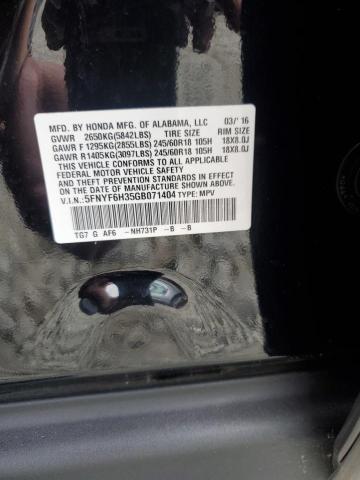 MFD. BY HONDA MFG. OF ALABAMA, LLC 03/'16
GVWR 2650KG(5842LBS) TIRE SIZE RIM SIZE
GAWR F 1295KG(2855LBS) 245/60R18 105H 18X8.0J
GAWR R1405KG(3097LBS) 245/60R18 105H 18X8.0J
THIS VEHICLE CONFORMS TO ALL APPLICABLE
FEDERAL MOTOR VEHICLE SAFETY, BUMPER,
AND THEFT PREVENTION STANDARDS IN EFFECT
ON THE DATE OF MANUFACTURE SHOWN ABOVE.
V.I.N.: 5FNYF6H35GB071404 TYPE: MPV
TG7 G AF6 -NH731P -B -B